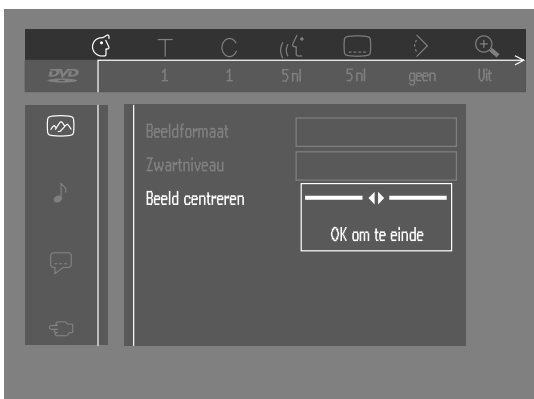 T C
DVD 1 1 5 nl 5 nl geen Uit
Beeldformaat
Zwartniveau
Beeld centreren
OK om te einde